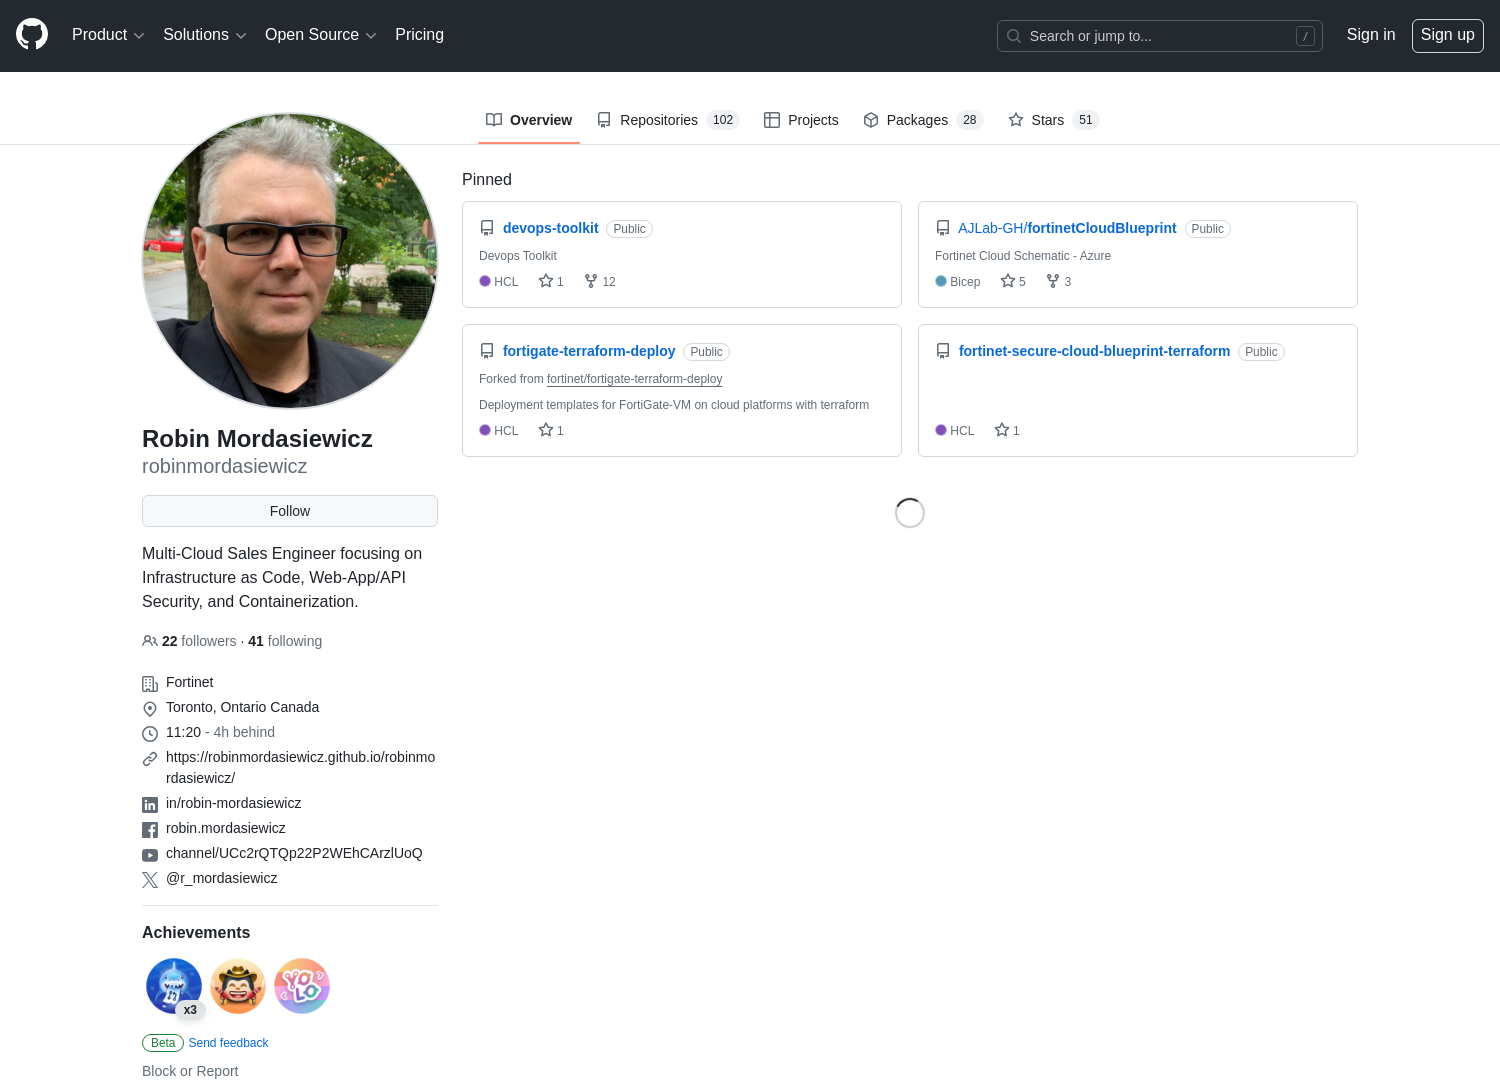 Product Solutions Open Source Pricing Search or jump to... / Sign in Sign up
Overview Repositories 102 Projects Packages 28 Stars 51
Robin Mordasiewicz
robinmordasiewicz
Follow
Multi-Cloud Sales Engineer focusing on
Infrastructure as Code, Web-App/API
Security, and Containerization.
22 followers · 41 following
Fortinet
Toronto, Ontario Canada
11:20 - 4h behind
https://robinmordasiewicz.github.io/robinmo
rdasiewicz/
in/robin-mordasiewicz
robin.mordasiewicz
channel/UCc2rQTQp22P2WEhCArzlUoQ
@r_mordasiewicz
Achievements
x3
YOLO
Beta Send feedback
Block or Report
Pinned
devops-toolkit Public
Devops Toolkit
HCL 1 12
AJLab-GH/fortinetCloudBlueprint Public
Fortinet Cloud Schematic - Azure
Bicep 5 3
fortigate-terraform-deploy Public
Forked from fortinet/fortigate-terraform-deploy
Deployment templates for FortiGate-VM on cloud platforms with terraform
HCL 1
fortinet-secure-cloud-blueprint-terraform Public
HCL 1